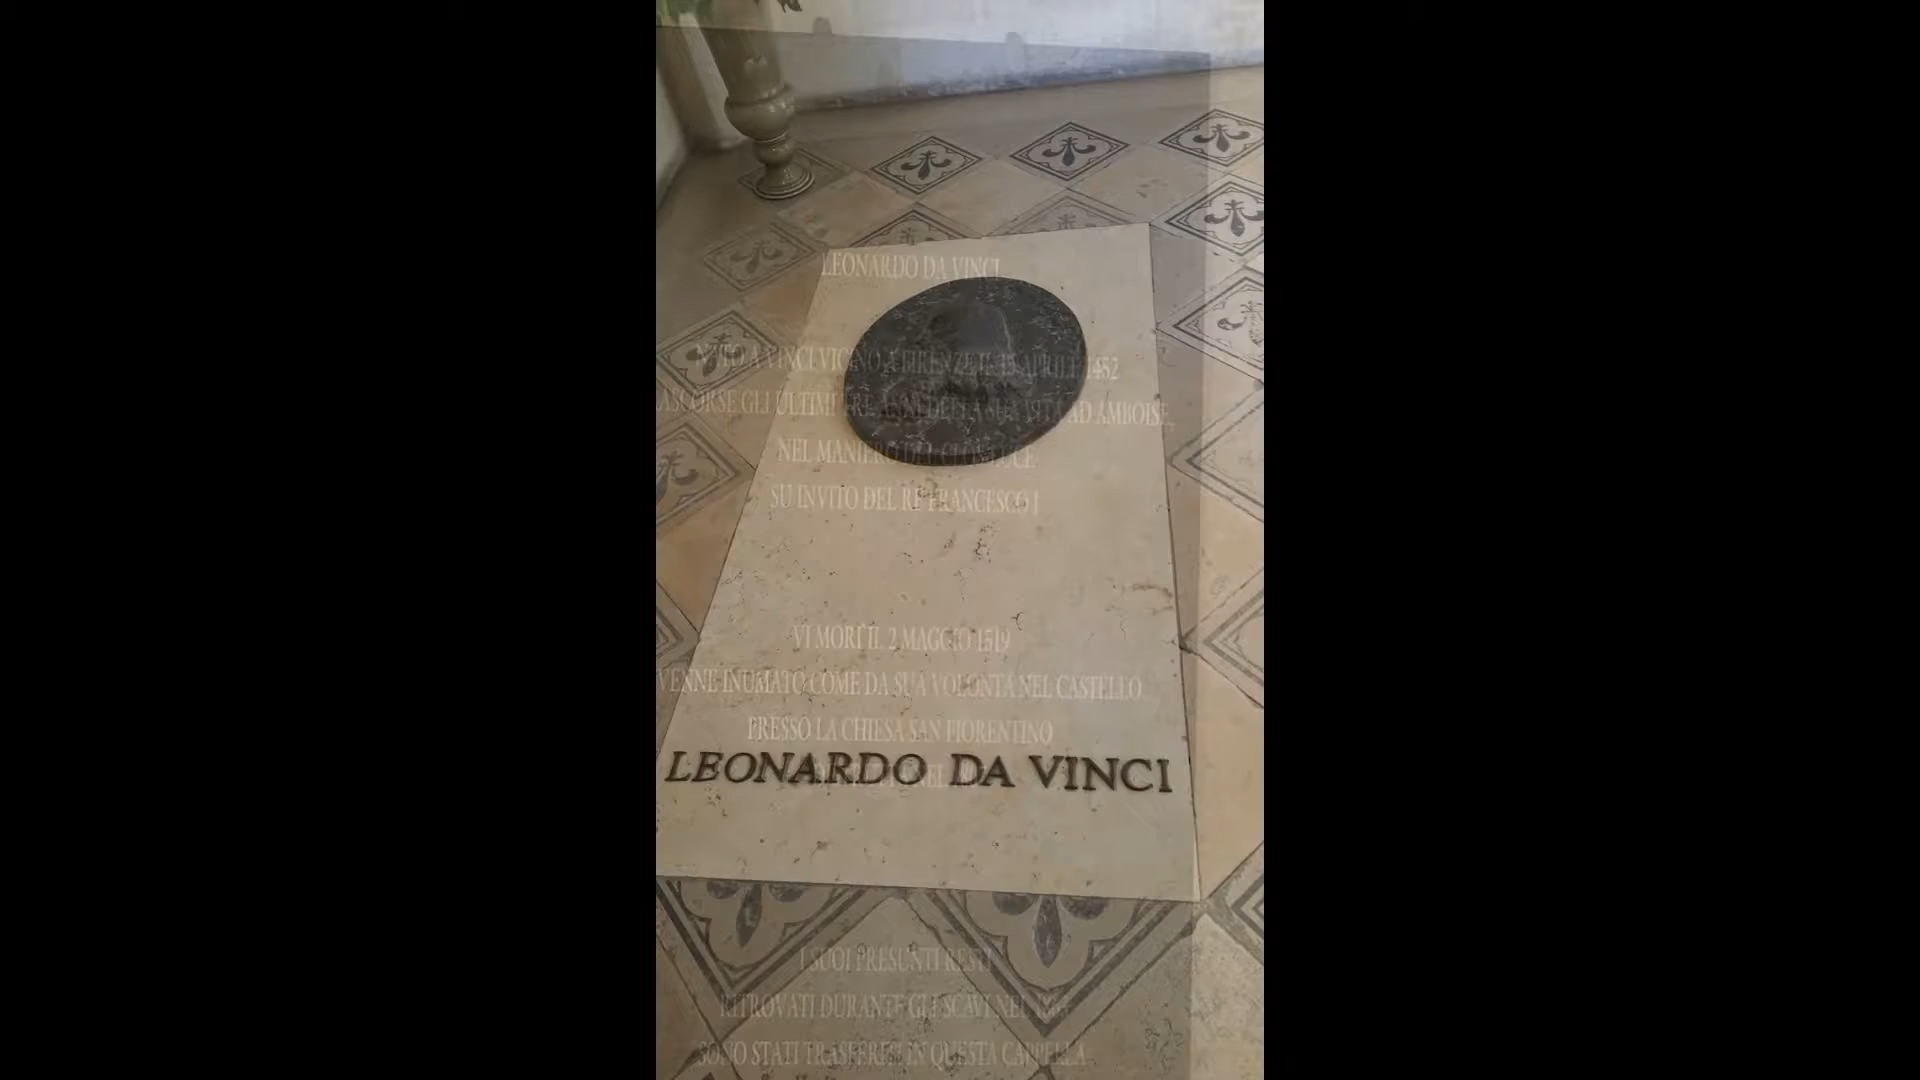 LEONARDO DA VINCI
NATO A VINCI VICINO A FIRENZE IL 15 APRILE 1452
TRASCORSE GLI ULTIMI TRE ANNI DELLA SUA VITA AD AMBOISE,
NEL MANIERO DEL CLOS LUCE,
SU INVITO DEL RE FRANCESCO I
VI MORÌ IL 2 MAGGIO 1519
VENNE INUMATO COME DA SUA VOLONTA NEL CASTELLO
PRESSO LA CHIESA SAN FIORENTINO
NEL
LEONARDO DA VINCI
I SUOI PRESUNTI RESTI
RITROVATI DURANTE GLI SCAVI NEL
SONO STATI TRASFERITI IN QUESTA CAPPELLA